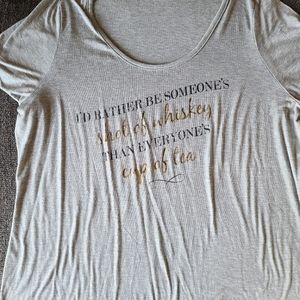 I'D RATHER BE SOMEONE'S
shot of whiskey
THAN EVERYONE'S
cup of tea